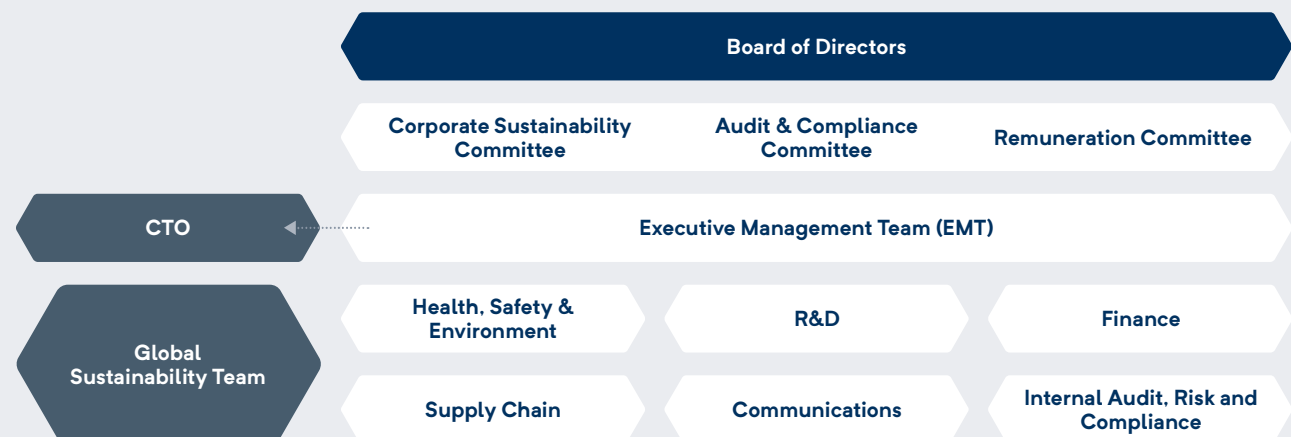 Board of Directors
Corporate Sustainability
Committee
Audit & Compliance
Committee
Remuneration Committee
CTO
Executive Management Team (EMT)
Global
Sustainability Team
Health, Safety &
Environment
R&D
Finance
Supply Chain
Communications
Internal Audit, Risk and
Compliance